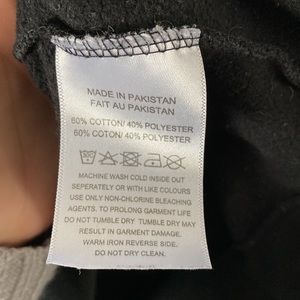 MADE IN PAKISTAN
FAIT AU PAKISTAN
60% COTTON/ 40% POLYESTER
60% COTON/ 40% POLYESTER
MACHINE WASH COLD INSIDE OUT
SEPERATELY OR WITH LIKE COLOURS
USE ONLY NON-CHLORINE BLEACHING
AGENTS. TO PROLONG GARMENT LIFE
DO NOT TUMBLE DRY. TUMBLE DRY MAY
RESULT IN GARMENT DAMAGE.
WARM IRON REVERSE SIDE.
DO NOT DRY CLEAN.